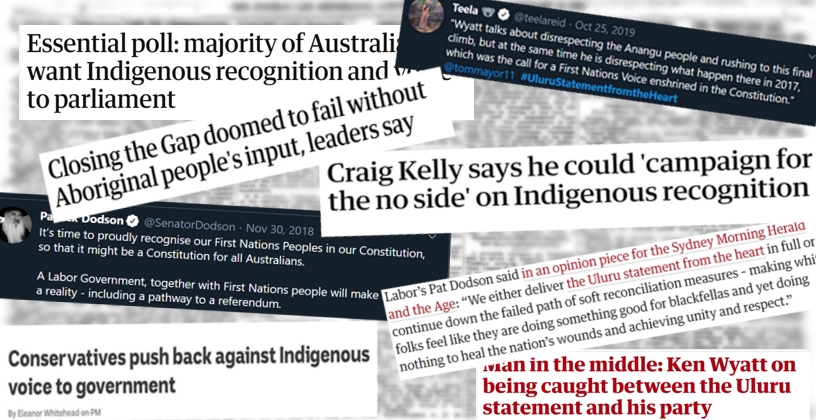 Essential poll: majority of
want Indigenous recognition and
to parliament
Teela
@teelareid · Oct 25, 2019
"Wyatt talks about disrespecting the Anangu people and rushing to this final
climb, but at the same time he is disrespecting what happen there in 2017,
which was the call for a First Nations Voice enshrined in the Constitution."
@tommayor11 #UluruStatementfromtheHeart
Closing the Gap doomed to fail without
Aboriginal people's input, leaders say
Craig Kelly says he could 'campaign for
the no side' on Indigenous recognition
Dodson @SenatorDodson · Nov 30, 2018
It's time to proudly recognise our First Nations Peoples in our Constitution,
so that it might be a Constitution for all Australians.
A Labor Government, together with First Nations people will make
a reality - including a pathway to a referendum.
Labor's Pat Dodson said in an opinion piece for the Sydney Morning Herald
and the Age: “We either deliver the Uluru statement from the heart in full or
continue down the failed path of soft reconciliation measures – making
folks feel like they are doing something good for blackfellas and yet doing
nothing to heal the nation's wounds and achieving unity and respect.”
Conservatives push back against Indigenous
voice to government
By Eleanor Whitehead on PM
Man in the middle: Ken Wyatt on
being caught between the Uluru
statement and his party